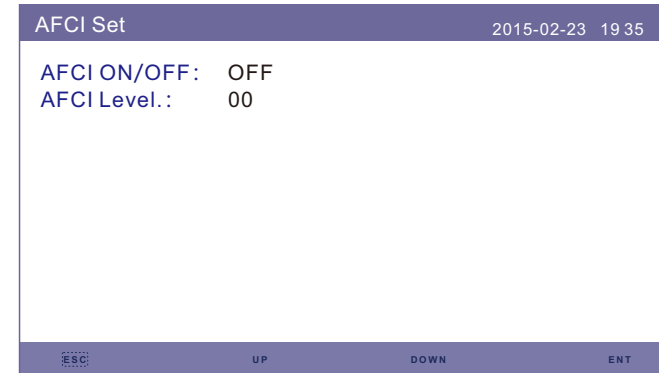 AFCI Set 2015-02-23 19 35
AFCI ON/OFF: OFF
AFCI Level.: 00
ESC UP DOWN ENT